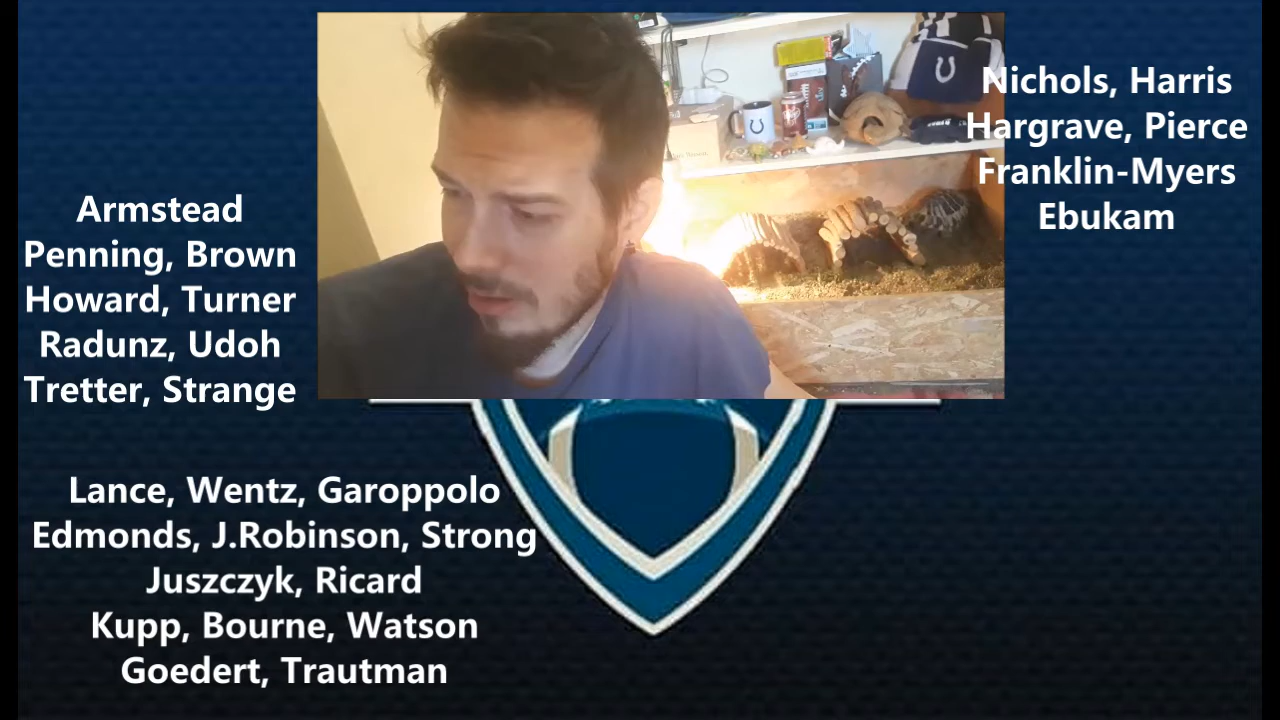 Nichols, Harris
Hargrave, Pierce
Franklin-Myers
Ebukam
Armstead
Penning, Brown
Howard, Turner
Radunz, Udoh
Tretter, Strange
Lance, Wentz, Garoppolo
Edmonds, J.Robinson, Strong
Juszczyk, Ricard
Kupp, Bourne, Watson
Goedert, Trautman